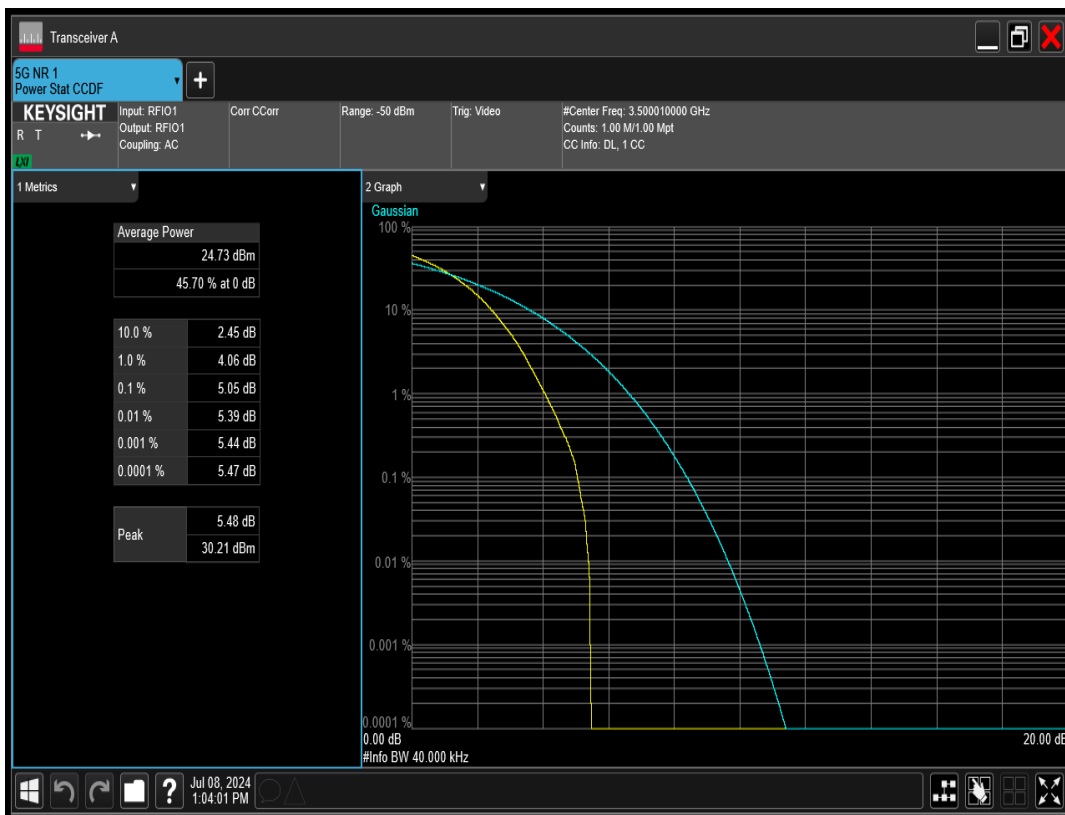 Transceiver A
5G NR 1
Power Stat CCDF
+
KEYSIGHT
R T
LXI
Input: RFIO1
Output: RFIO1
Coupling: AC
Corr CCorr
Range: -50 dBm
Trig: Video
#Center Freq: 3.500010000 GHz
Counts: 1.00 M/1.00 Mpt
CC Info: DL, 1 CC
1 Metrics
Average Power
24.73 dBm
45.70 % at 0 dB
10.0 % 2.45 dB
1.0 % 4.06 dB
0.1 % 5.05 dB
0.01 % 5.39 dB
0.001 % 5.44 dB
0.0001 % 5.47 dB
Peak
5.48 dB
30.21 dBm
2 Graph
Gaussian
100 %
10 %
1 %
0.1 %
0.01 %
0.001 %
0.0001 %
0.00 dB 20.00 dB
#Info BW 40.000 kHz
?
Jul 08, 2024
1:04:01 PM